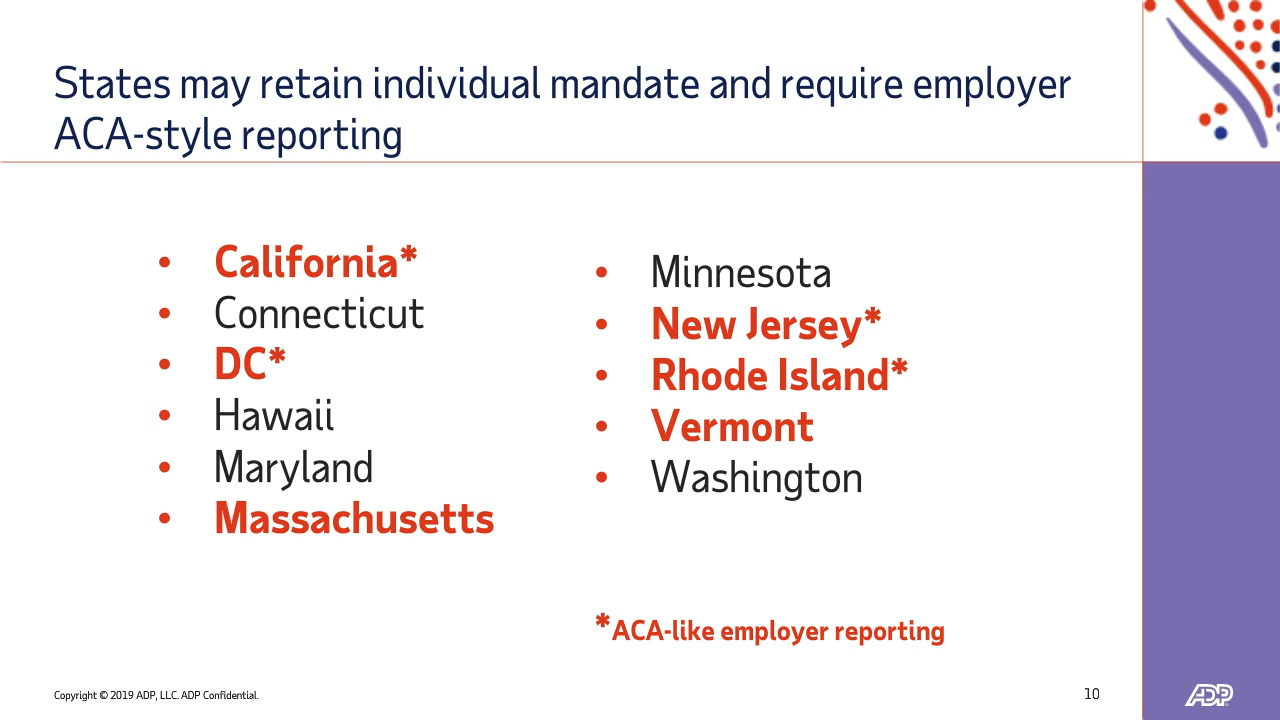 States may retain individual mandate and require employer
ACA-style reporting
• California*
• Connecticut
• DC*
• Hawaii
• Maryland
• Massachusetts
• Minnesota
• New Jersey*
• Rhode Island*
• Vermont
• Washington
*ACA-like employer reporting
Copyright © 2019 ADP, LLC. ADP Confidential.
10
ADP